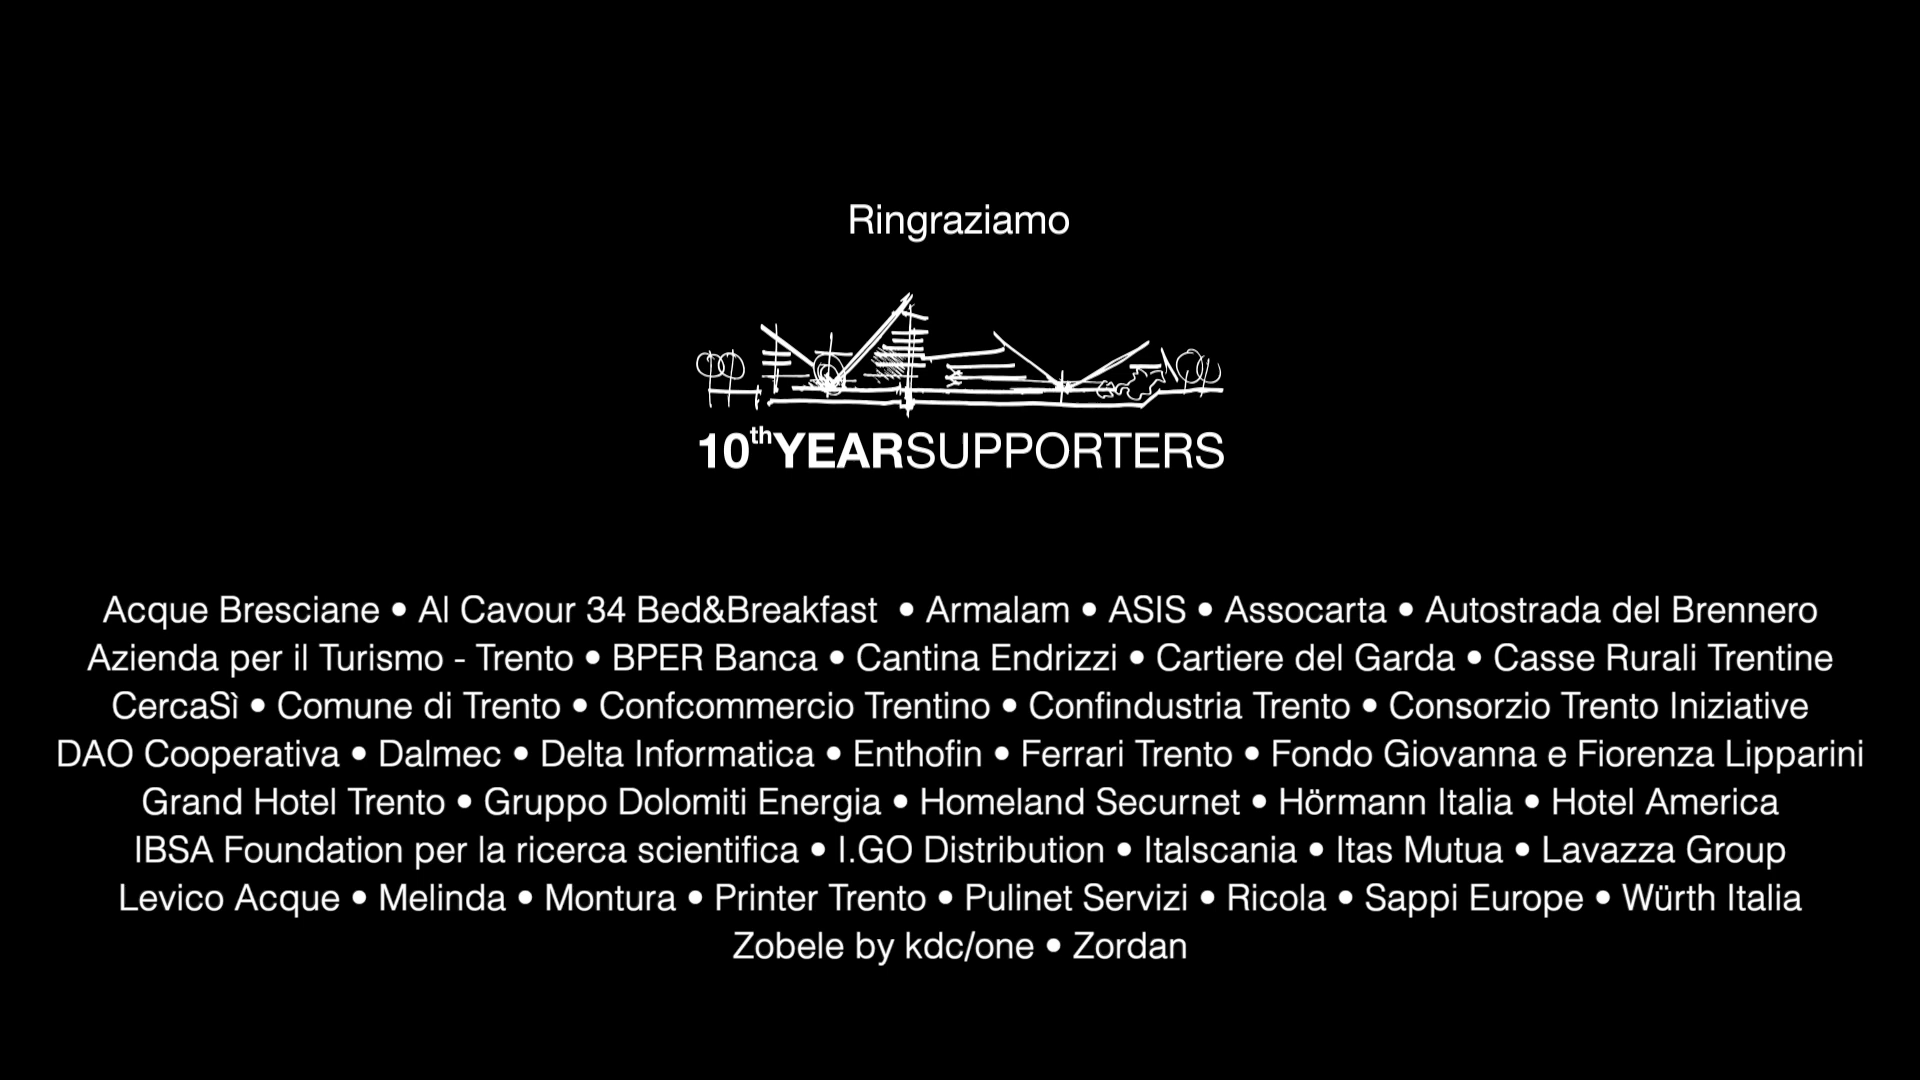 Ringraziamo
10thYEARSUPPORTERS
Acque Bresciane • Al Cavour 34 Bed&Breakfast • Armalam • ASIS • Assocarta • Autostrada del Brennero
Azienda per il Turismo - Trento • BPER Banca • Cantina Endrizzi • Cartiere del Garda • Casse Rurali Trentine
CercaSì • Comune di Trento • Confcommercio Trentino • Confindustria Trento • Consorzio Trento Iniziative
DAO Cooperativa • Dalmec • Delta Informatica • Enthofin • Ferrari Trento • Fondo Giovanna e Fiorenza Lipparini
Grand Hotel Trento • Gruppo Dolomiti Energia • Homeland Securnet • Hörmann Italia • Hotel America
IBSA Foundation per la ricerca scientifica • I.GO Distribution • Italscania • Itas Mutua • Lavazza Group
Levico Acque • Melinda • Montura • Printer Trento • Pulinet Servizi • Ricola • Sappi Europe • Würth Italia
Zobele by kdc/one • Zordan